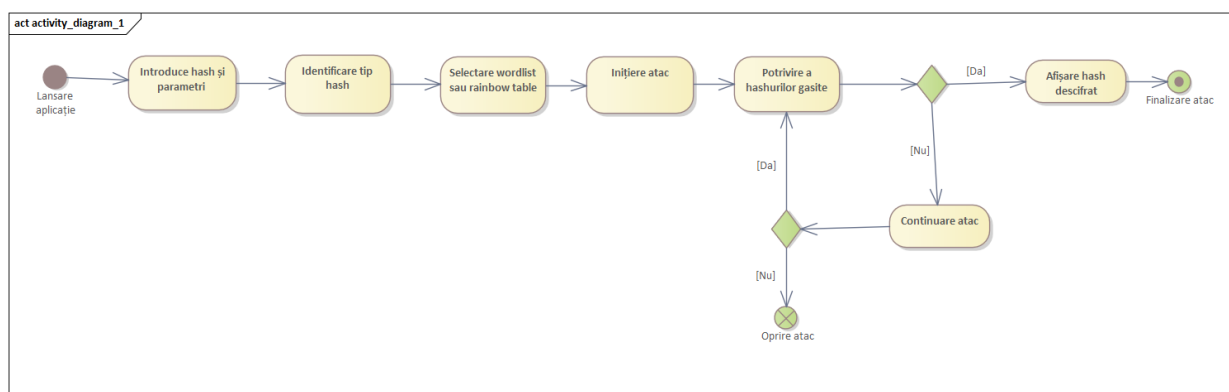 act activity_diagram_1
Lansare
aplicație
Introduce hash și
parametri
Identificare tip
hash
Selectare wordlist
sau rainbow table
Inițiere atac
Potrivire a
hashurilor gasite
[Da]
Afișare hash
descifrat
Finalizare atac
[Nu]
Continuare atac
[Da]
[Nu]
Oprire atac